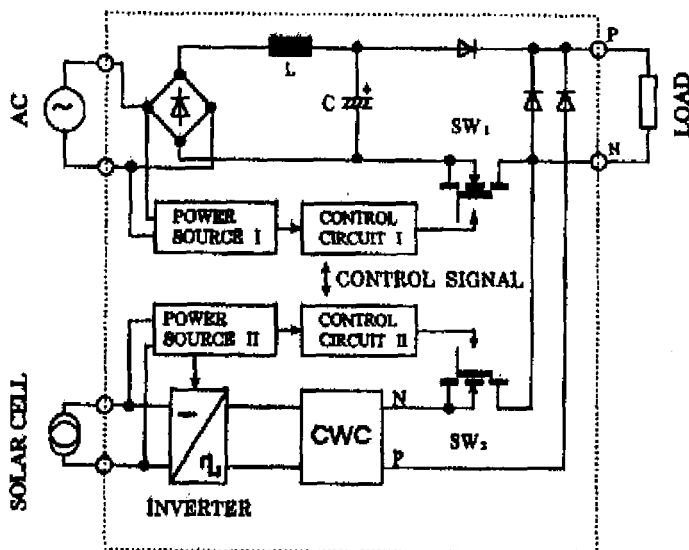 P
L
AC
C
+
SW₁
LOAD
N
POWER
SOURCE I
CONTROL
CIRCUIT I
CONTROL SIGNAL
POWER
SOURCE II
CONTROL
CIRCUIT II
SOLAR CELL
N
CWC
SW₂
P
INVERTER